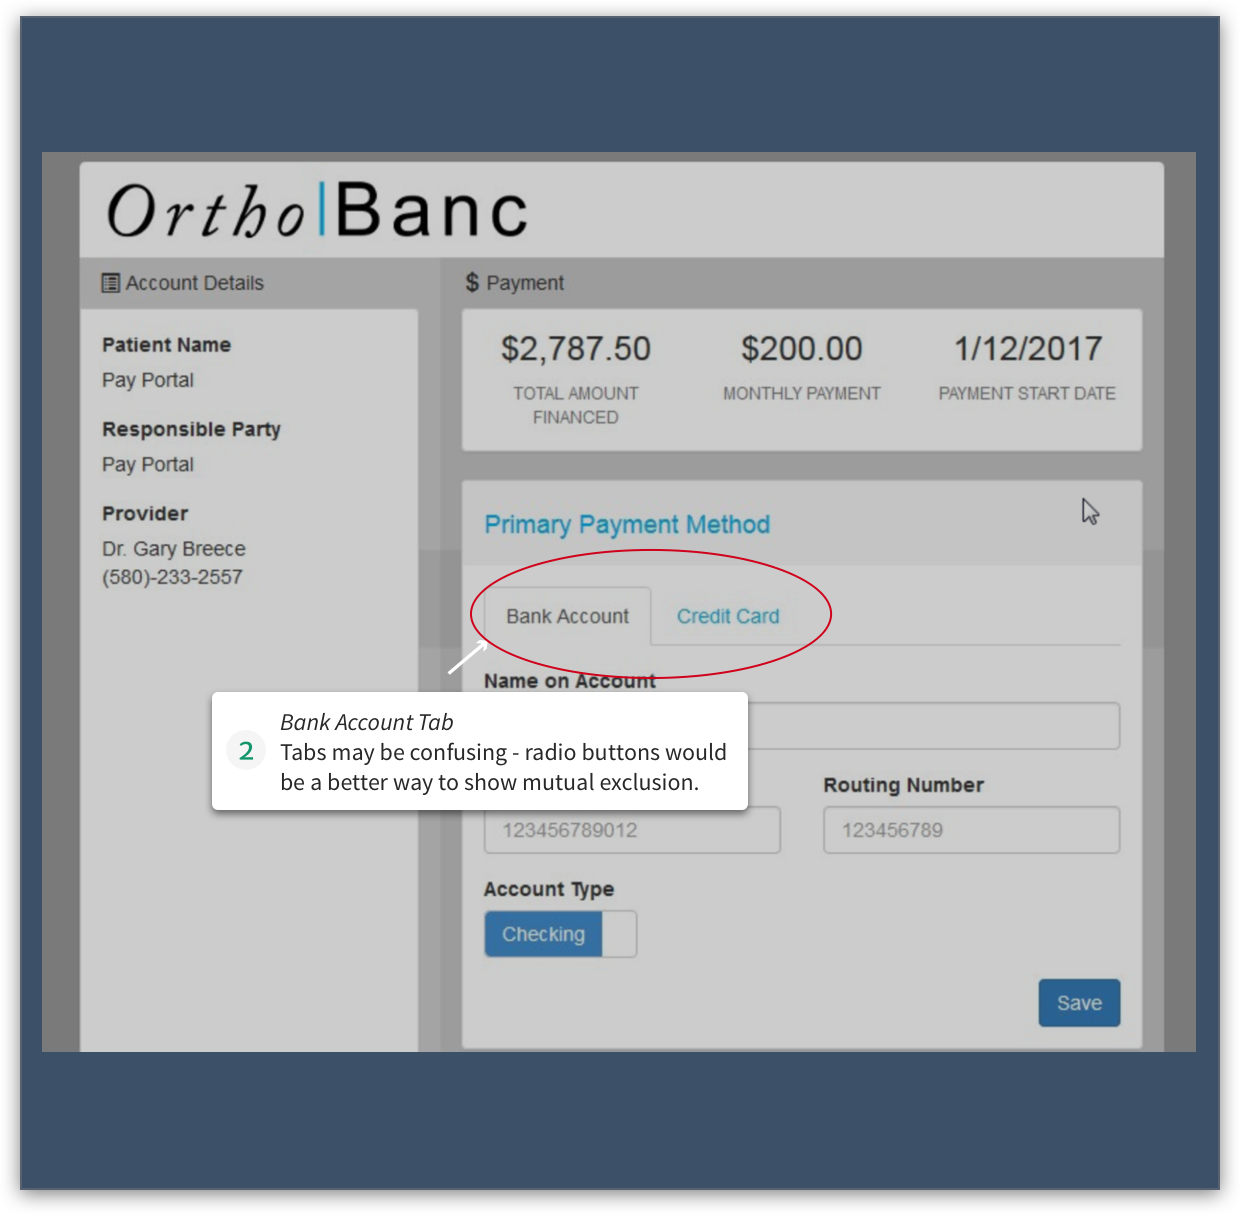 Ortho|Banc
Account Details
Patient Name
Pay Portal
Responsible Party
Pay Portal
Provider
Dr. Gary Breece
(580)-233-2557
$ Payment
$2,787.50
TOTAL AMOUNT
FINANCED
$200.00
MONTHLY PAYMENT
1/12/2017
PAYMENT START DATE
Primary Payment Method
Bank Account
Credit Card
Name on Account
2
Bank Account Tab
Tabs may be confusing - radio buttons would
be a better way to show mutual exclusion.
123456789012
Routing Number
123456789
Account Type
Checking
Save